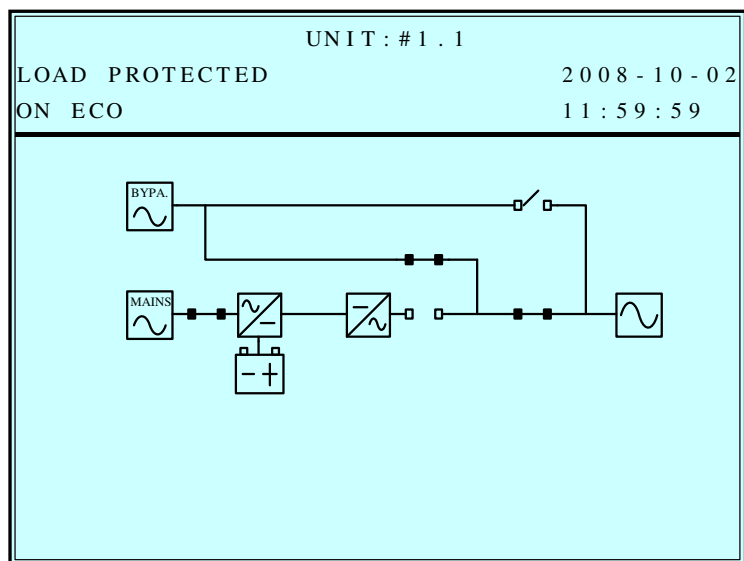 UNIT:#1.1
LOAD PROTECTED 2008-10-02
ON ECO 11:59:59
BYPA.
MAINS